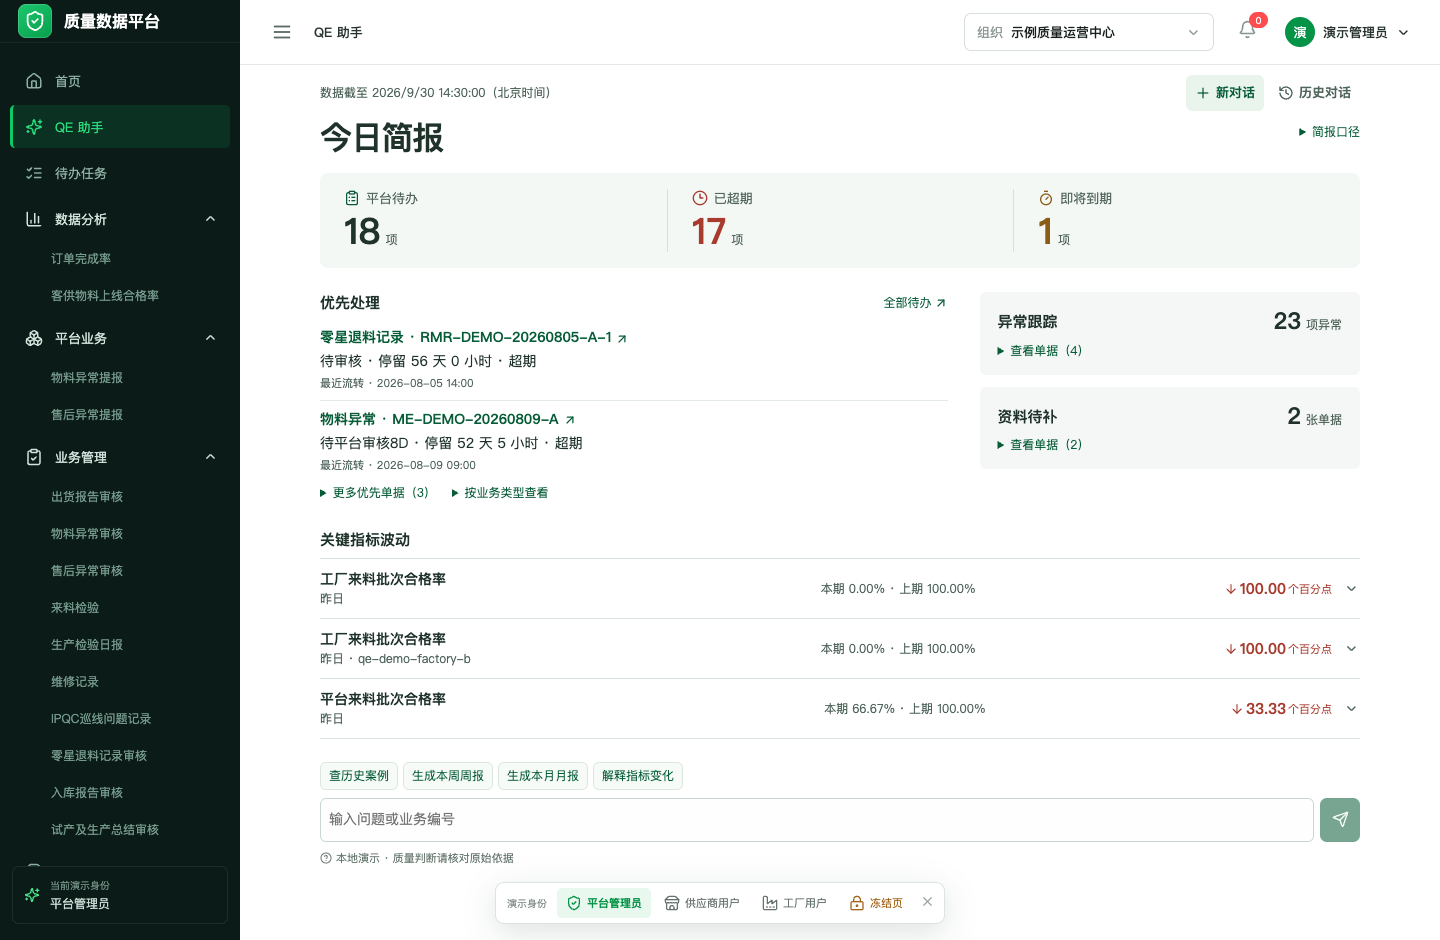 质量数据平台
首页
QE 助手
待办任务
数据分析
订单完成率
客供物料上线合格率
平台业务
物料异常提报
售后异常提报
业务管理
出货报告审核
物料异常审核
售后异常审核
来料检验
生产检验日报
维修记录
IPQC巡线问题记录
零星退料记录审核
入库报告审核
试产及生产总结审核
当前演示身份
平台管理员
QE 助手
组织 示例质量运营中心
0
演 演示管理员
数据截至 2026/9/30 14:30:00（北京时间）
新对话
历史对话
今日简报
简报口径
平台待办
18 项
已超期
17 项
即将到期
1 项
优先处理
全部待办
零星退料记录 · RMR-DEMO-20260805-A-1
待审核 · 停留 56 天 0 小时 · 超期
最近流转 · 2026-08-05 14:00
物料异常 · ME-DEMO-20260809-A
待平台审核8D · 停留 52 天 5 小时 · 超期
最近流转 · 2026-08-09 09:00
更多优先单据（3）
按业务类型查看
异常跟踪
23 项异常
查看单据（4）
资料待补
2 张单据
查看单据（2）
关键指标波动
工厂来料批次合格率
昨日
本期 0.00% · 上期 100.00%
↓ 100.00 个百分点
工厂来料批次合格率
昨日 · qe-demo-factory-b
本期 0.00% · 上期 100.00%
↓ 100.00 个百分点
平台来料批次合格率
昨日
本期 66.67% · 上期 100.00%
↓ 33.33 个百分点
查历史案例
生成本周周报
生成本月月报
解释指标变化
输入问题或业务编号
本地演示 · 质量判断请核对原始依据
演示身份
平台管理员
供应商用户
工厂用户
冻结页